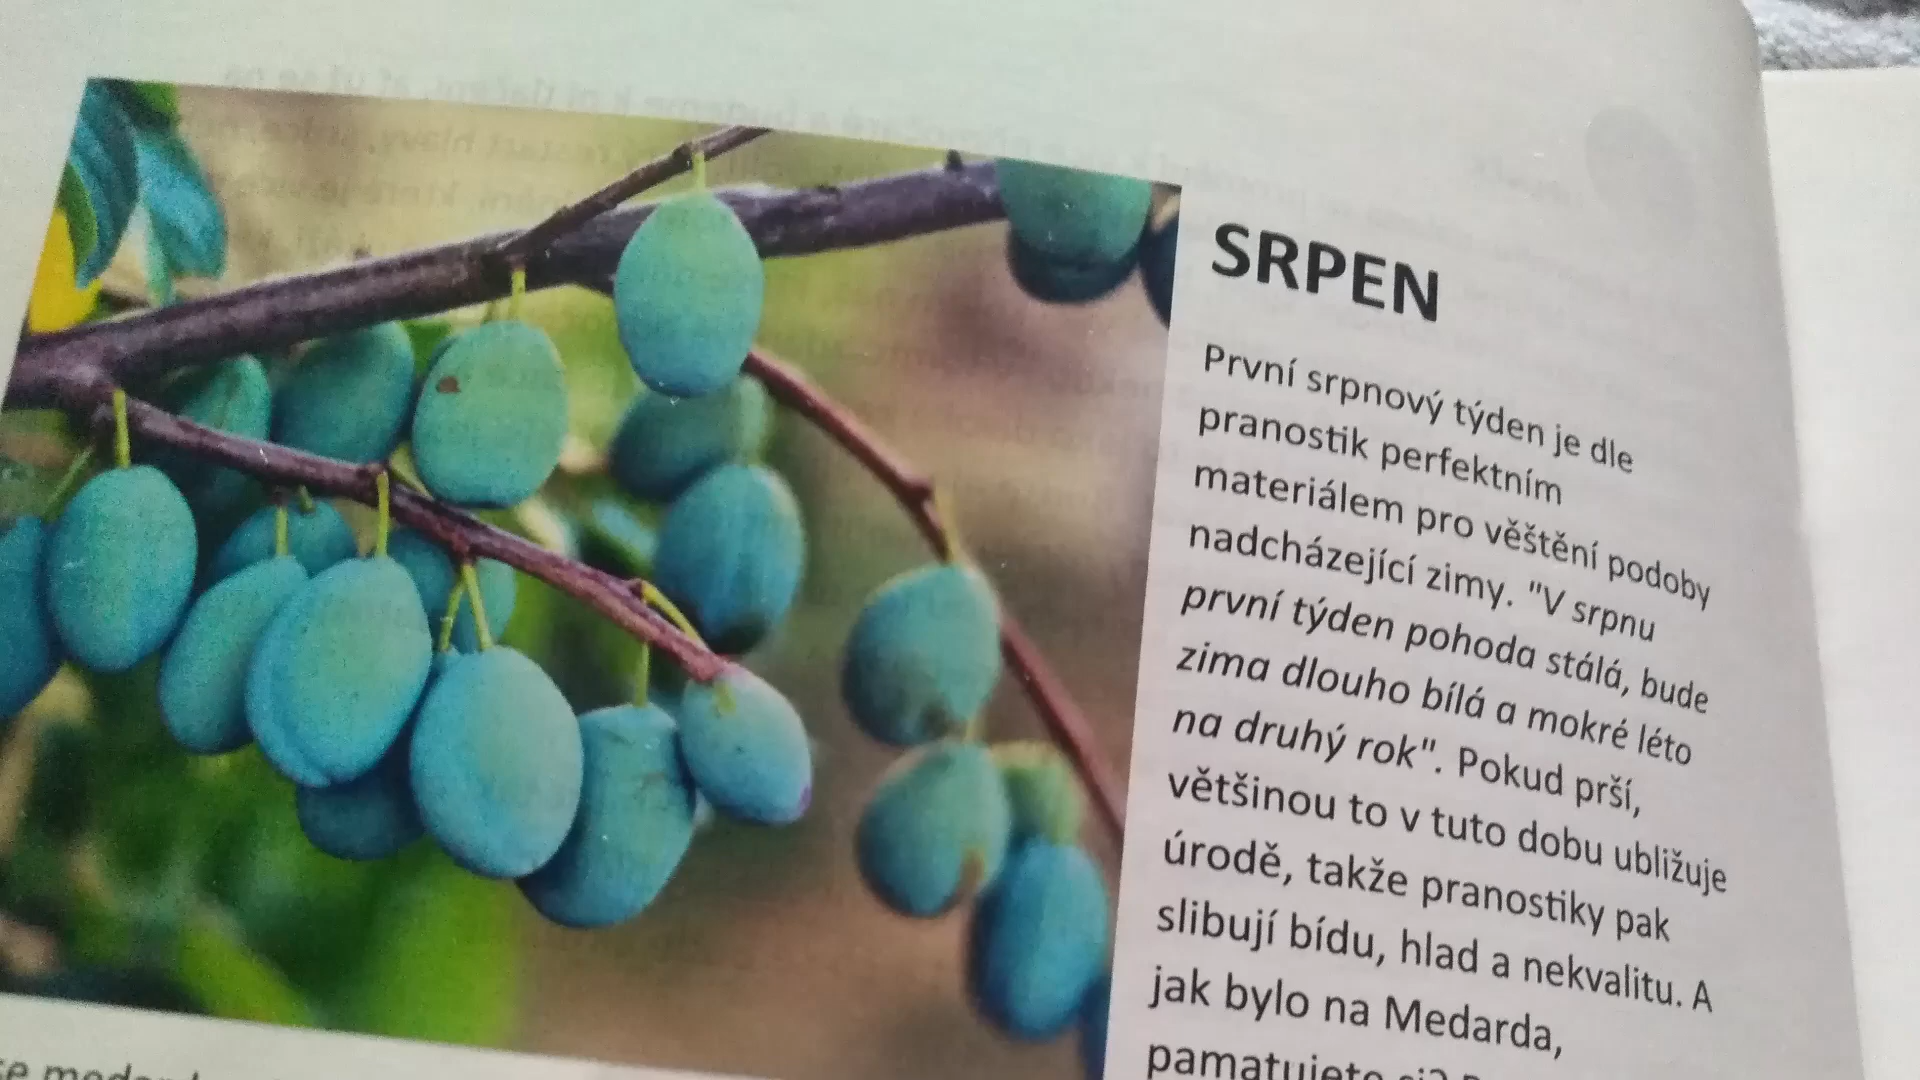 SRPEN
První srpnový týden je dle
pranostik perfektním
materiálem pro věštění podoby
nadcházející zimy. "V srpnu
první týden pohoda stálá, bude
zima dlouho bílá a mokré léto
na druhý rok". Pokud prší,
většinou to v tuto dobu ubližuje
úrodě, takže pranostiky pak
slibují bídu, hlad a nekvalitu. A
jak bylo na Medarda,
pamatujete si?